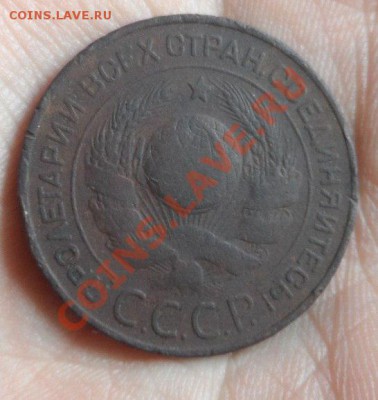 COINS.LAVE.RU
ПРОЛЕТАРИИ ВСЕХ СТРАН, СОЕДИНЯЙТЕСЬ!
С.С.С.Р.
COINS.LAVE.RU